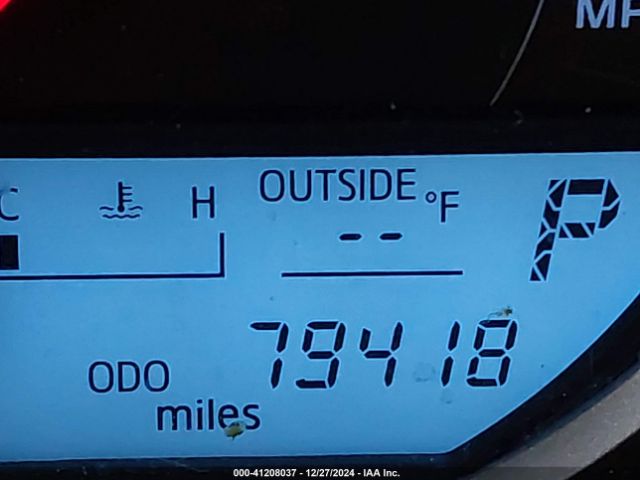 C H
OUTSIDE °F
-- P
ODO 79418
miles
000-41208037 - 12/27/2024 - IAA Inc.